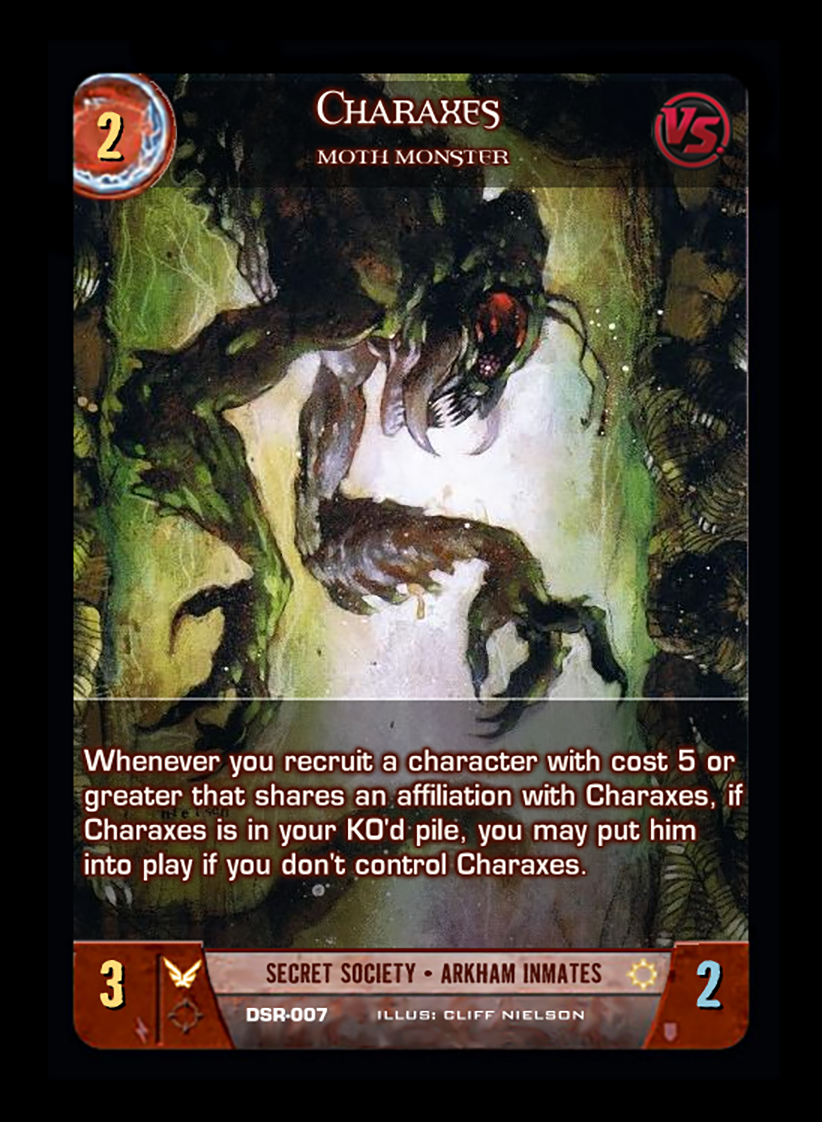 2
Charaxes
VS.
MOTH MONSTER
Whenever you recruit a character with cost 5 or
greater that shares an affiliation with Charaxes, if
Charaxes is in your KO'd pile, you may put him
into play if you don't control Charaxes.
3
SECRET SOCIETY • ARKHAM INMATES
2
DSR-007
ILLUS: CLIFF NIELSON